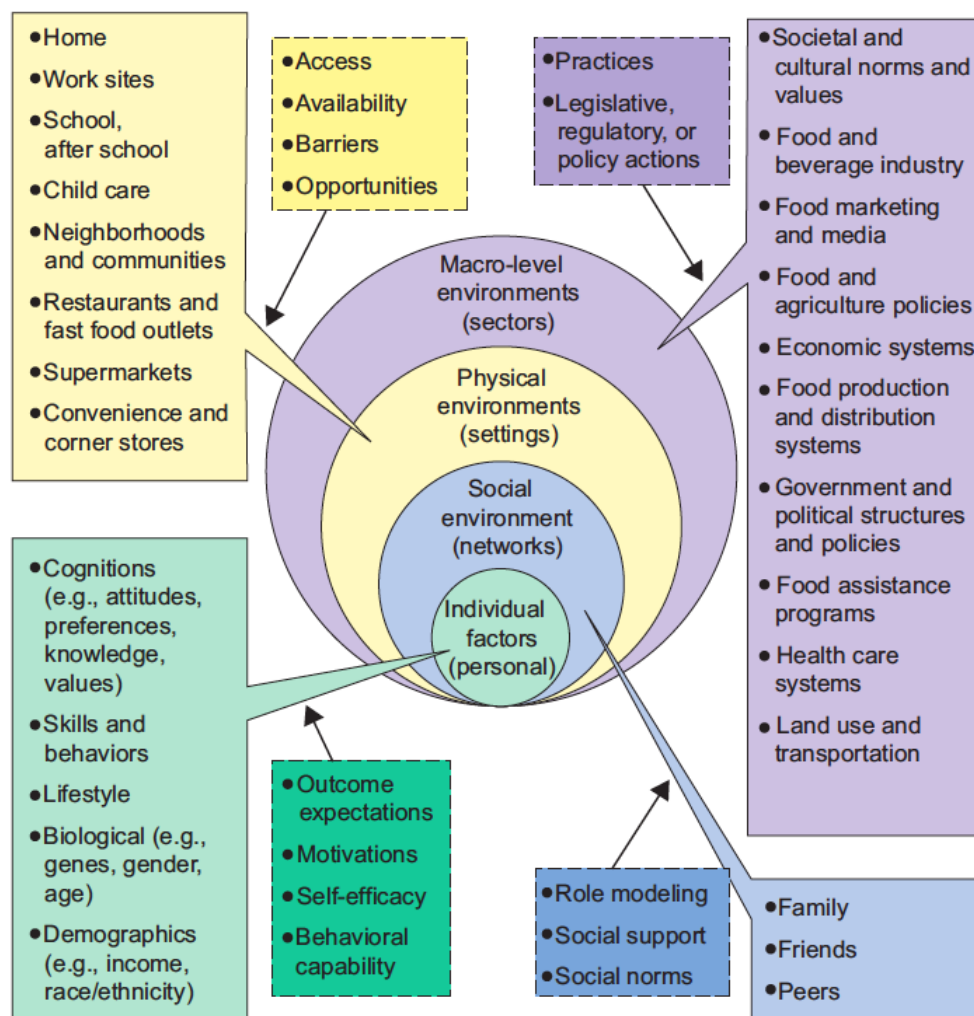 •Home
•Work sites
•School,
after school
•Child care
•Neighborhoods
and communities
•Restaurants and
fast food outlets
•Supermarkets
•Convenience and
corner stores
•Access
•Availability
•Barriers
•Opportunities
•Practices
•Legislative,
regulatory, or
policy actions
•Societal and
cultural norms and
values
•Food and
beverage industry
•Food marketing
and media
•Food and
agriculture policies
•Economic systems
•Food production
and distribution
systems
•Government and
political structures
and policies
•Food assistance
programs
•Health care
systems
•Land use and
transportation
Macro-level
environments
(sectors)
Physical
environments
(settings)
Social
environment
(networks)
Individual
factors
(personal)
•Cognitions
(e.g., attitudes,
preferences,
knowledge,
values)
•Skills and
behaviors
•Lifestyle
•Biological (e.g.,
genes, gender,
age)
•Demographics
(e.g., income,
race/ethnicity)
•Outcome
expectations
•Motivations
•Self-efficacy
•Behavioral
capability
•Role modeling
•Social support
•Social norms
•Family
•Friends
•Peers